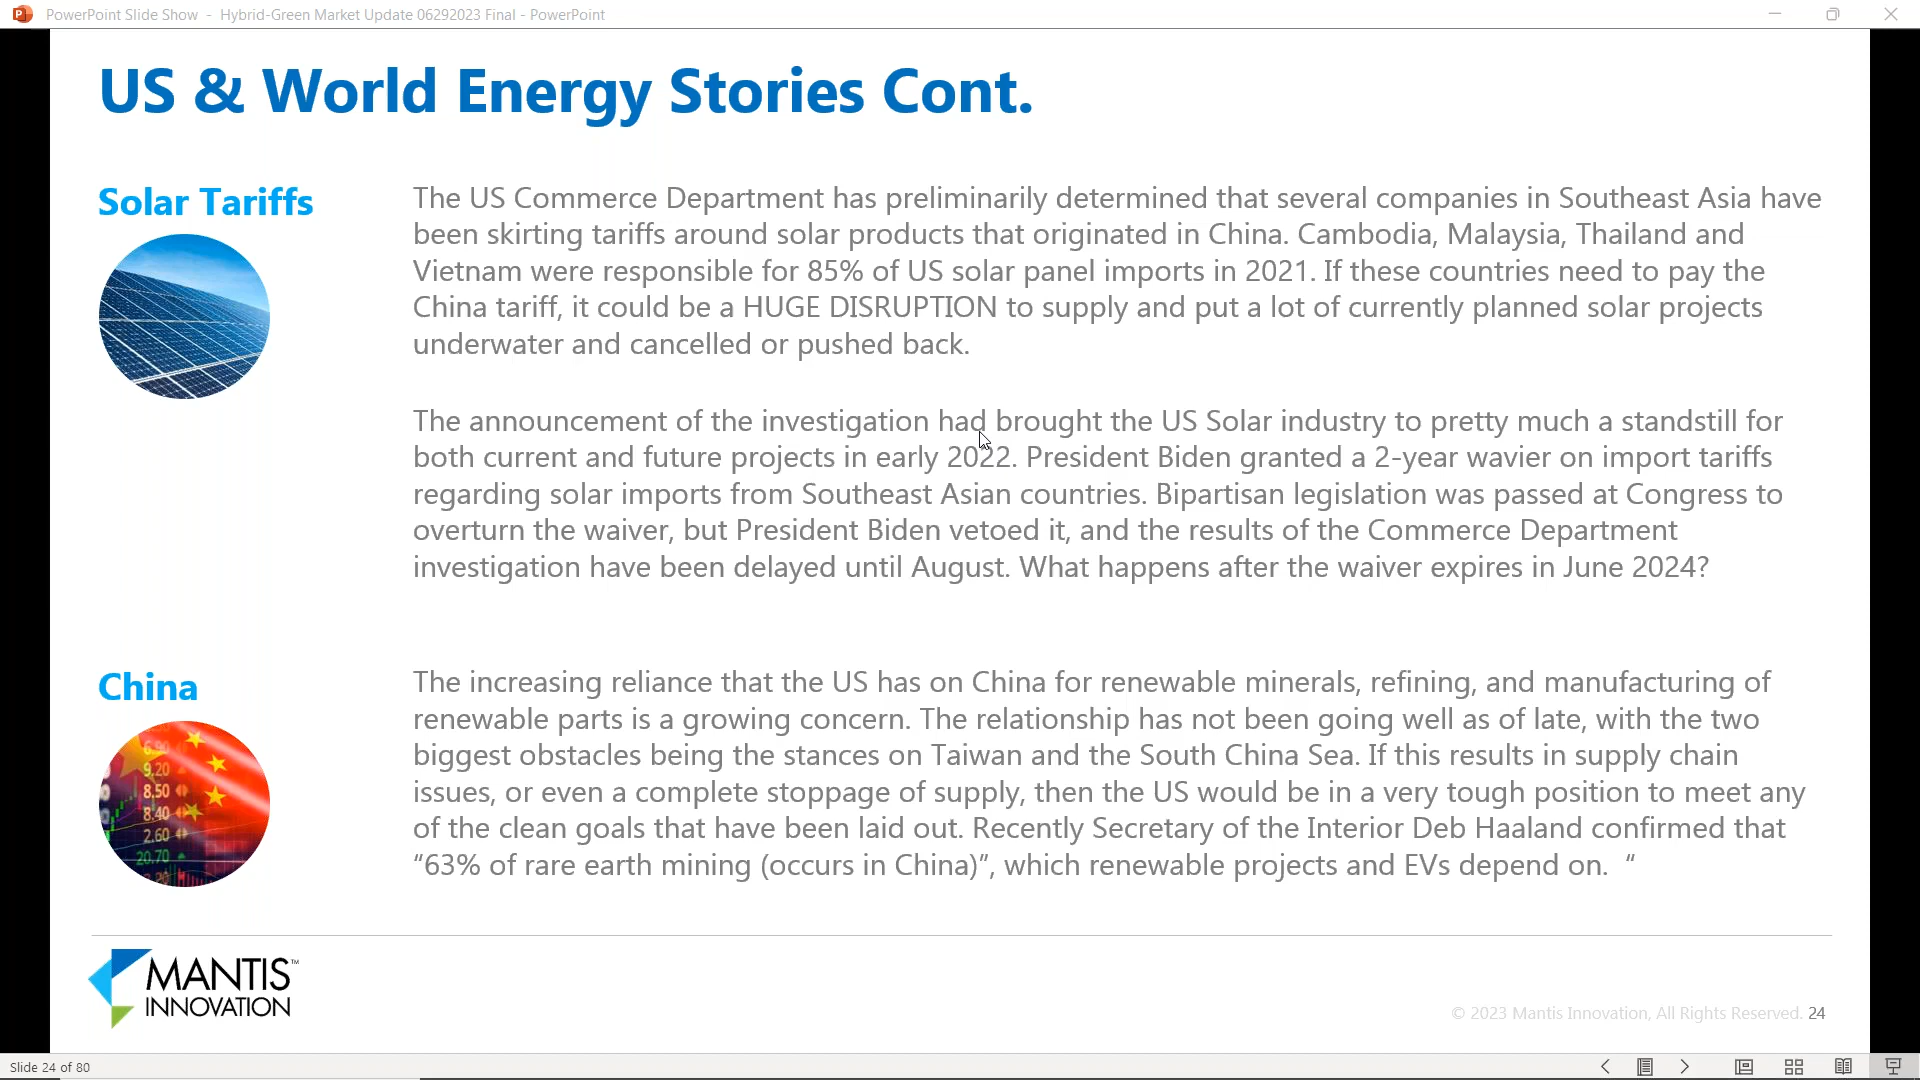 PowerPoint Slide Show - Hybrid-Green Market Update 06292023 Final - PowerPoint
US & World Energy Stories Cont.
Solar Tariffs
The US Commerce Department has preliminarily determined that several companies in Southeast Asia have
been skirting tariffs around solar products that originated in China. Cambodia, Malaysia, Thailand and
Vietnam were responsible for 85% of US solar panel imports in 2021. If these countries need to pay the
China tariff, it could be a HUGE DISRUPTION to supply and put a lot of currently planned solar projects
underwater and cancelled or pushed back.
The announcement of the investigation had brought the US Solar industry to pretty much a standstill for
both current and future projects in early 2022. President Biden granted a 2-year wavier on import tariffs
regarding solar imports from Southeast Asian countries. Bipartisan legislation was passed at Congress to
overturn the waiver, but President Biden vetoed it, and the results of the Commerce Department
investigation have been delayed until August. What happens after the waiver expires in June 2024?
China
6.90
9.20
8.50
8.40
2.60
20.70
The increasing reliance that the US has on China for renewable minerals, refining, and manufacturing of
renewable parts is a growing concern. The relationship has not been going well as of late, with the two
biggest obstacles being the stances on Taiwan and the South China Sea. If this results in supply chain
issues, or even a complete stoppage of supply, then the US would be in a very tough position to meet any
of the clean goals that have been laid out. Recently Secretary of the Interior Deb Haaland confirmed that
“63% of rare earth mining (occurs in China)”, which renewable projects and EVs depend on. “
MANTIS™
INNOVATION
© 2023 Mantis Innovation, All Rights Reserved. 24
Slide 24 of 80